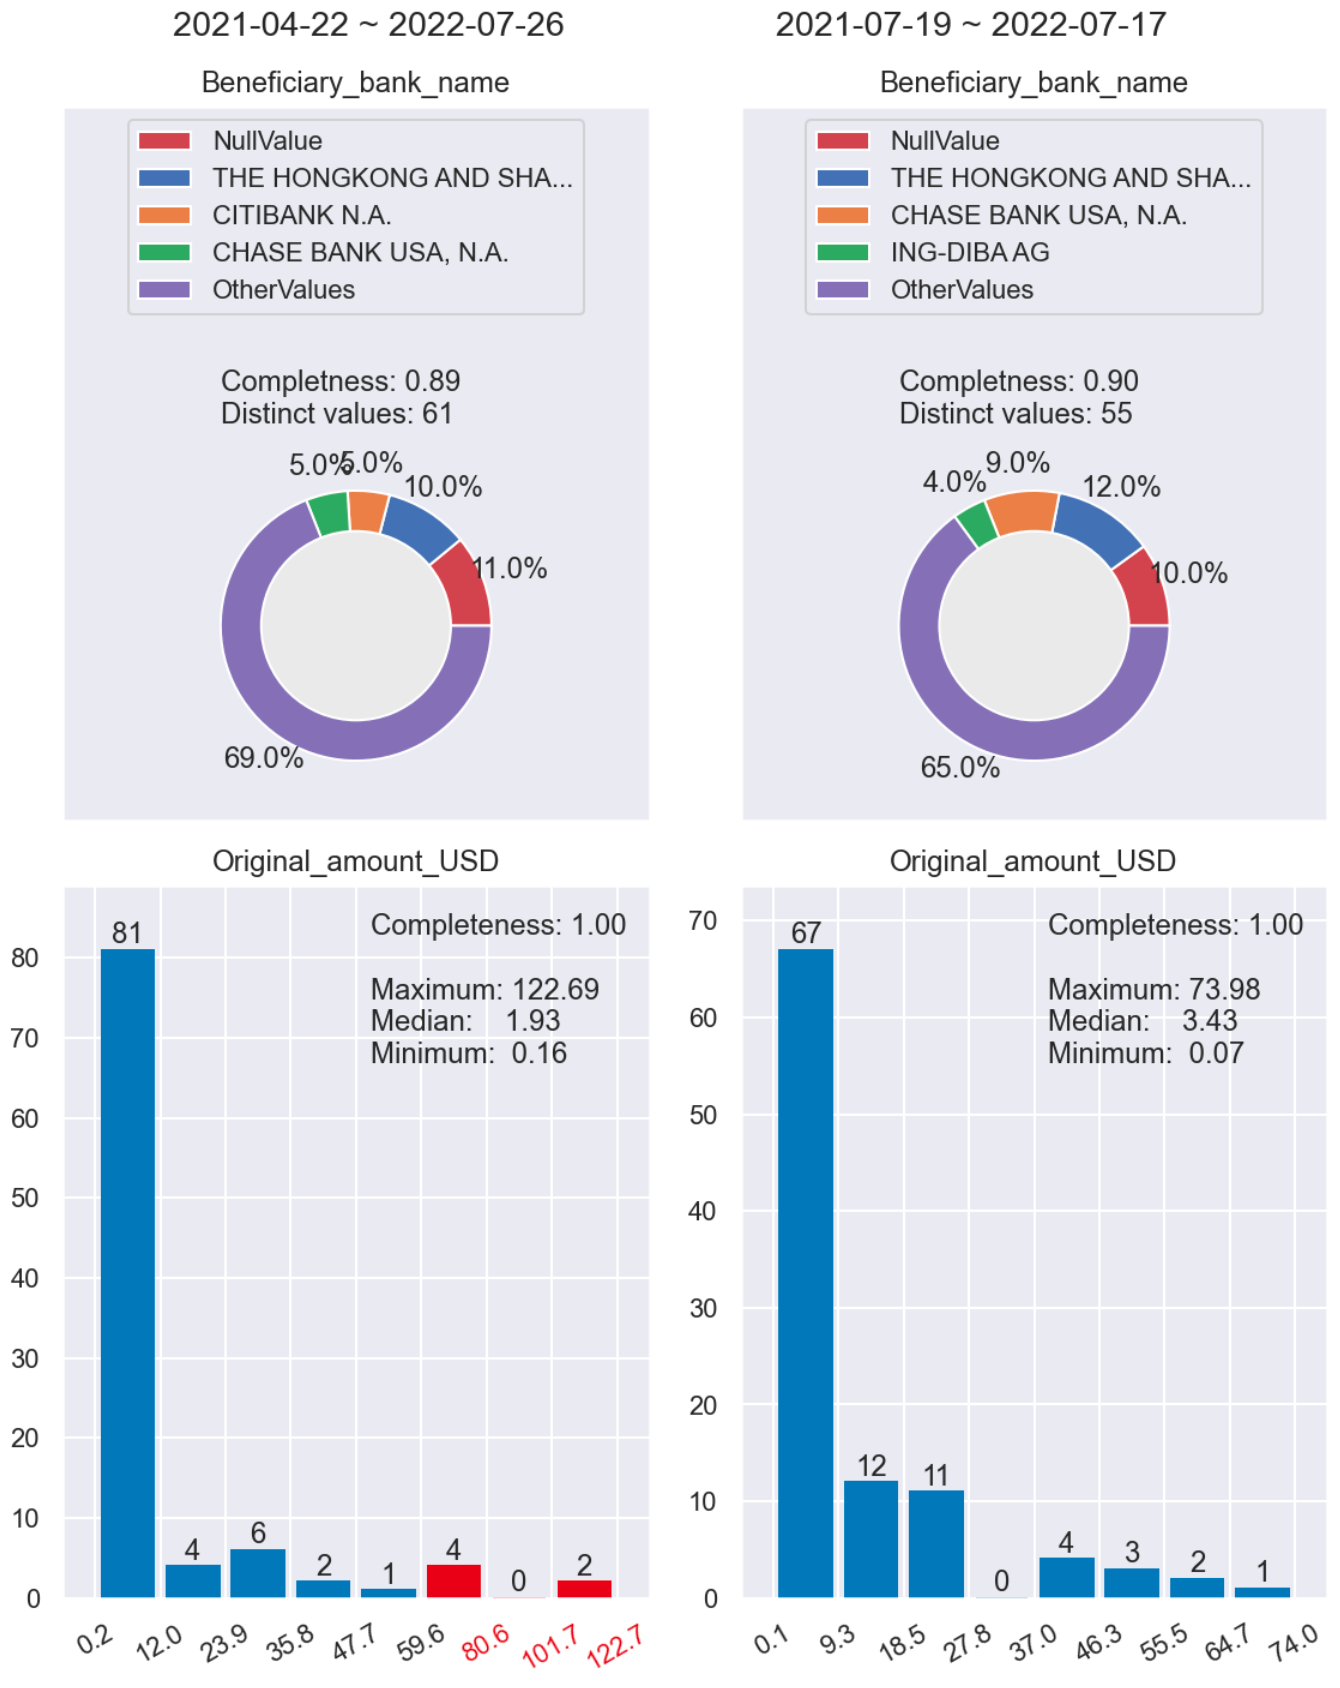 2021-04-22 ~ 2022-07-26
Beneficiary_bank_name
NullValue
THE HONGKONG AND SHA...
CITIBANK N.A.
CHASE BANK USA, N.A.
OtherValues
Completness: 0.89
Distinct values: 61
5.0%
5.0%
10.0%
11.0%
69.0%
2021-07-19 ~ 2022-07-17
Beneficiary_bank_name
NullValue
THE HONGKONG AND SHA...
CHASE BANK USA, N.A.
ING-DIBA AG
OtherValues
Completness: 0.90
Distinct values: 55
4.0%
9.0%
12.0%
10.0%
65.0%
Original_amount_USD
Completeness: 1.00
Maximum: 122.69
Median: 1.93
Minimum: 0.16
80
70
60
50
40
30
20
10
0
81
4
6
2
1
4
0
2
0.2
12.0
23.9
35.8
47.7
59.6
80.6
101.7
122.7
Original_amount_USD
Completeness: 1.00
Maximum: 73.98
Median: 3.43
Minimum: 0.07
70
60
50
40
30
20
10
0
67
12
11
0
4
3
2
1
0.1
9.3
18.5
27.8
37.0
46.3
55.5
64.7
74.0